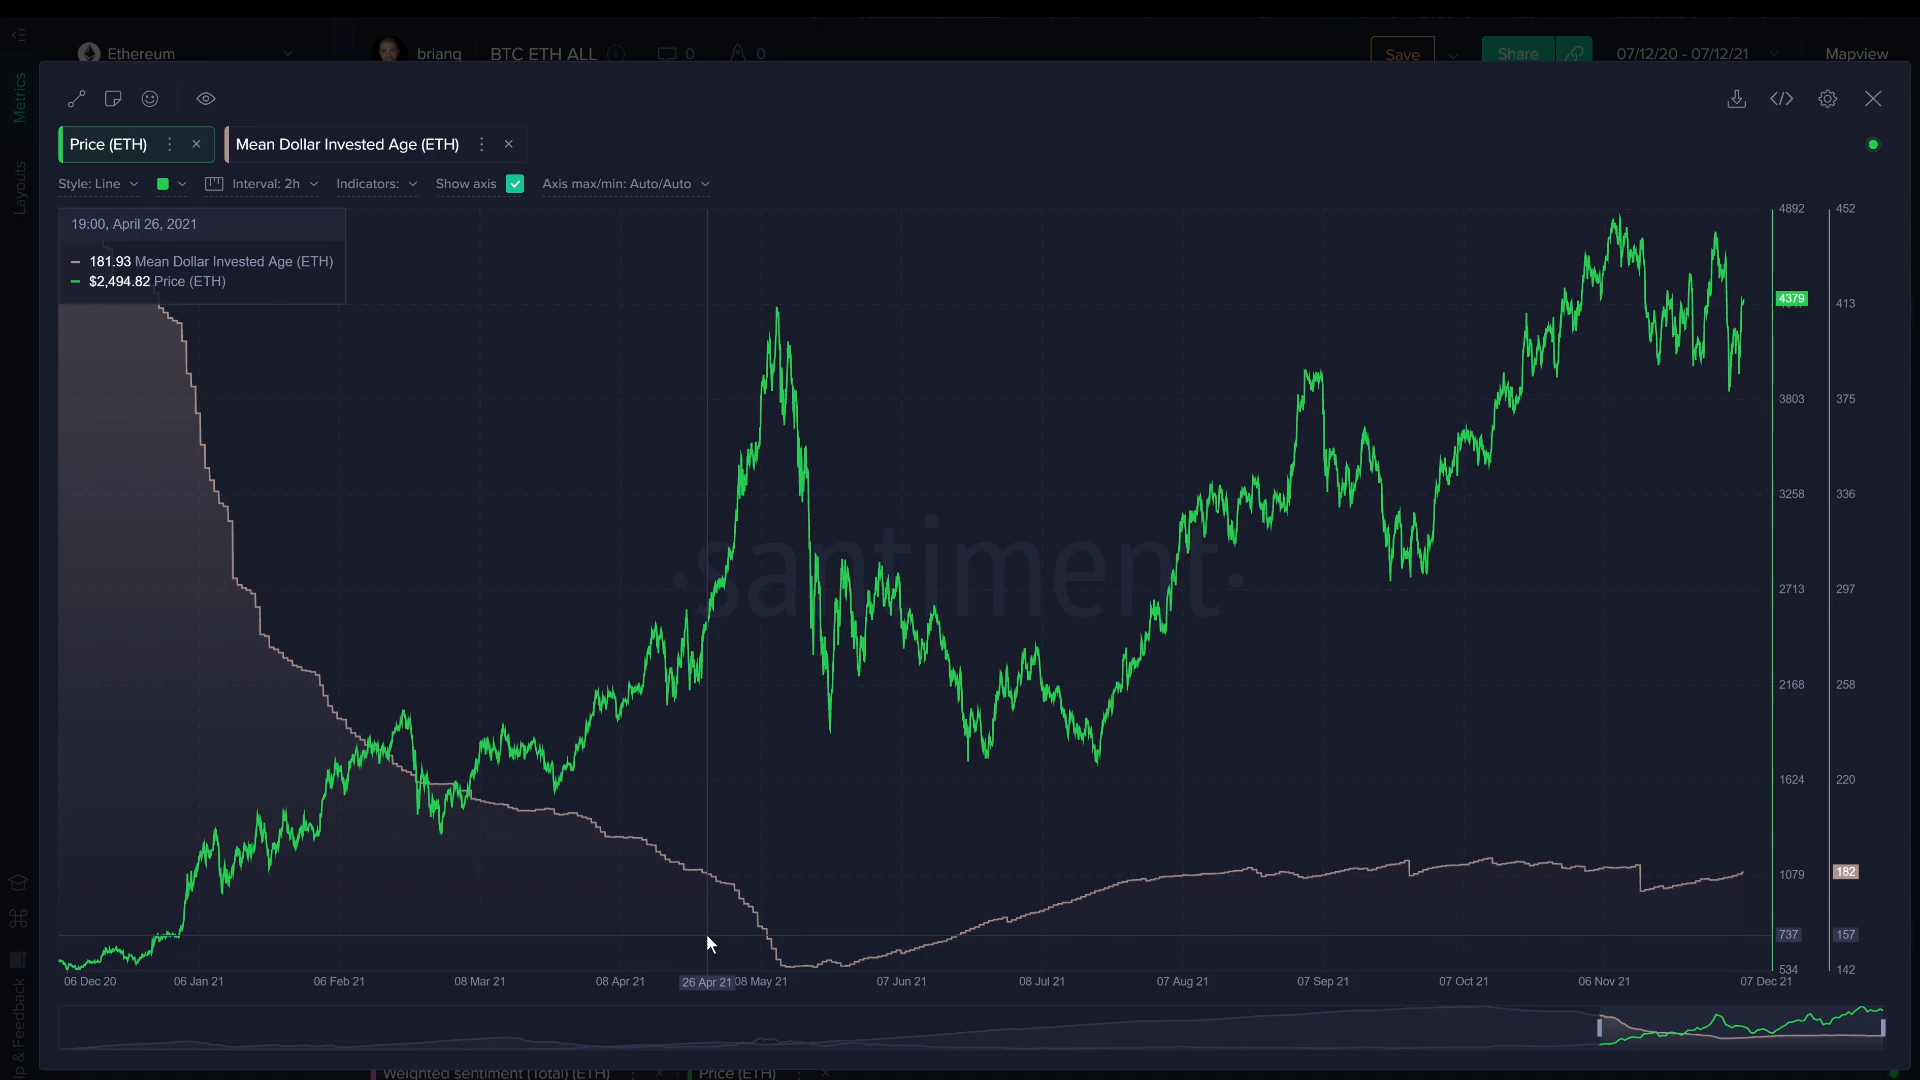 Ethereum
briang
BTC ETH ALL
0
0
Save
Share
07/12/20 - 07/12/21
Mapview
Metrics
Layouts
Price (ETH)
Mean Dollar Invested Age (ETH)
Style: Line
Interval: 2h
Indicators:
Show axis
Axis max/min: Auto/Auto
19:00, April 26, 2021
181.93 Mean Dollar Invested Age (ETH)
$2,494.82 Price (ETH)
·santiment·
4892 452
4379 413
3803 375
3258 336
2713 297
2168 258
1624 220
1079 182
737 157
534 142
06 Dec 20
06 Jan 21
06 Feb 21
08 Mar 21
08 Apr 21
26 Apr 21
08 May 21
07 Jun 21
08 Jul 21
07 Aug 21
07 Sep 21
07 Oct 21
06 Nov 21
07 Dec 21
lp & Feedback
Weighted sentiment (Total) (ETH)
Price (ETH)